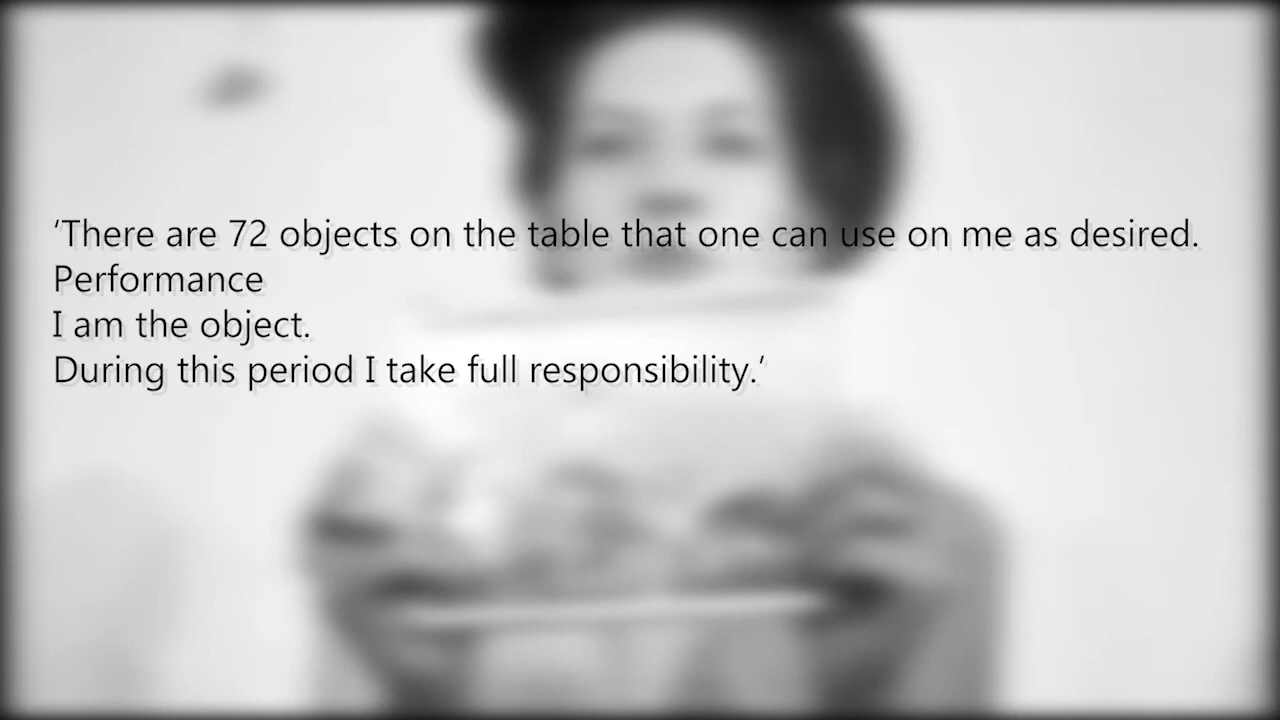 ‘There are 72 objects on the table that one can use on me as desired.
Performance
I am the object.
During this period I take full responsibility.’